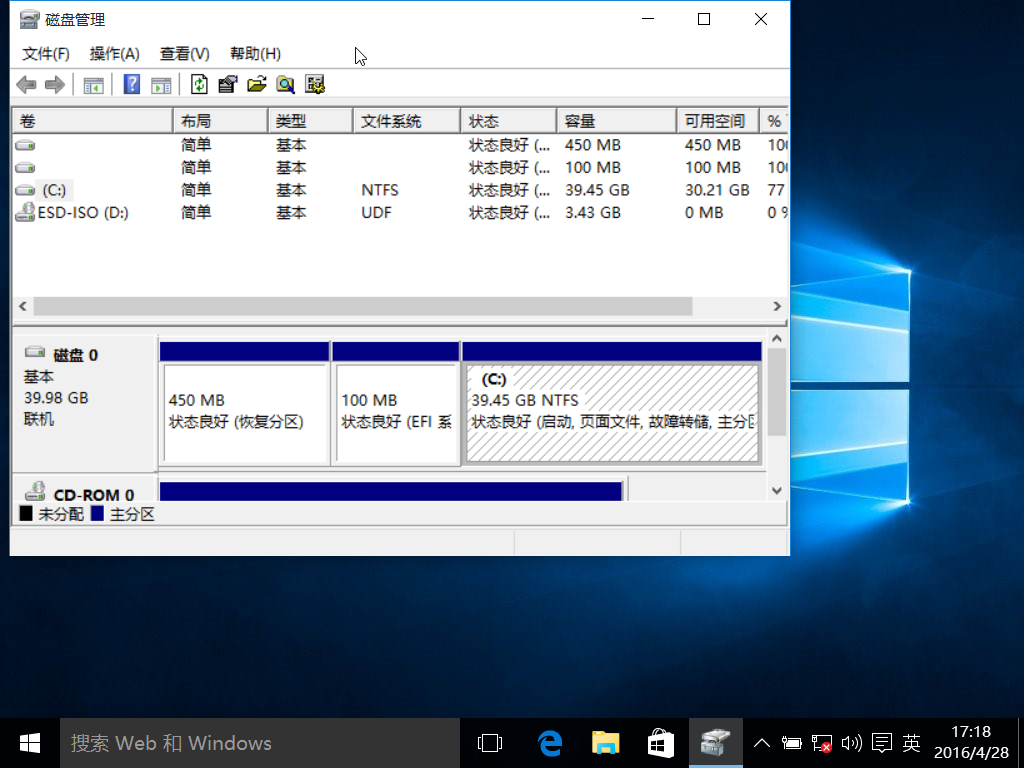 磁盘管理
文件(F) 操作(A) 查看(V) 帮助(H)
卷 布局 类型 文件系统 状态 容量 可用空间 %
简单 基本 状态良好 (... 450 MB 450 MB 100
简单 基本 状态良好 (... 100 MB 100 MB 100
(C:) 简单 基本 NTFS 状态良好 (... 39.45 GB 30.21 GB 77
ESD-ISO (D:) 简单 基本 UDF 状态良好 (... 3.43 GB 0 MB 0 %
磁盘 0
基本
39.98 GB
联机
450 MB
状态良好 (恢复分区)
100 MB
状态良好 (EFI 系
(C:)
39.45 GB NTFS
状态良好 (启动, 页面文件, 故障转储, 主分区
CD-ROM 0
未分配 主分区
搜索 Web 和 Windows
英
17:18
2016/4/28